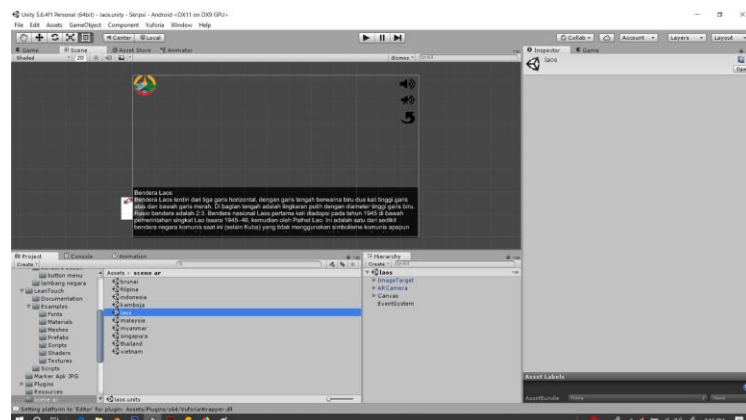 Unity 5.6.4f1 Personal (64bit) - laos.unity - Skripsi - Android <DX11 on DX9 GPU>
File Edit Assets GameObject Component Vuforia Window Help
Center Local Collab Account Layers Layout
Game Scene Asset Store Animator Inspector Game
Shaded 2D Gizmos laos
Open
Bendera Laos
Bendera Laos terdiri dari tiga garis horizontal, dengan garis tengah berwarna biru dua kali tinggi garis
atas dan bawah garis merah. Di bagian tengah adalah lingkaran putih dengan diameter tinggi garis biru.
Rasio bendera adalah 2:3. Bendera nasional Laos pertama kali diadopsi pada tahun 1945 di bawah
pemerintahan singkat Lao Issara 1945-46, kemudian oleh Pathet Lao. Ini adalah satu dari sedikit
bendera negara komunis saat ini (selain Kuba) yang tidak menggunakan simbolisme komunis apapun
Project Console Animation Hierarchy
Create Create
button menu Assets scene ar laos
lambang negara brunai ImageTarget
LeanTouch filipina ARCamera
Documentation indonesia Canvas
Examples kamboja EventSystem
Fonts laos
Materials malaysia
Meshes myanmar
Prefabs singapura
Scripts thailand
Shaders vietnam
Textures
Scripts
Marker Apk JPG
Plugins
Resources Asset Labels
scene ar laos.unity AssetBundle None None
Setting platform to 'Editor' for plugin: Assets/Plugins/x64/VuforiaWrapper.dll